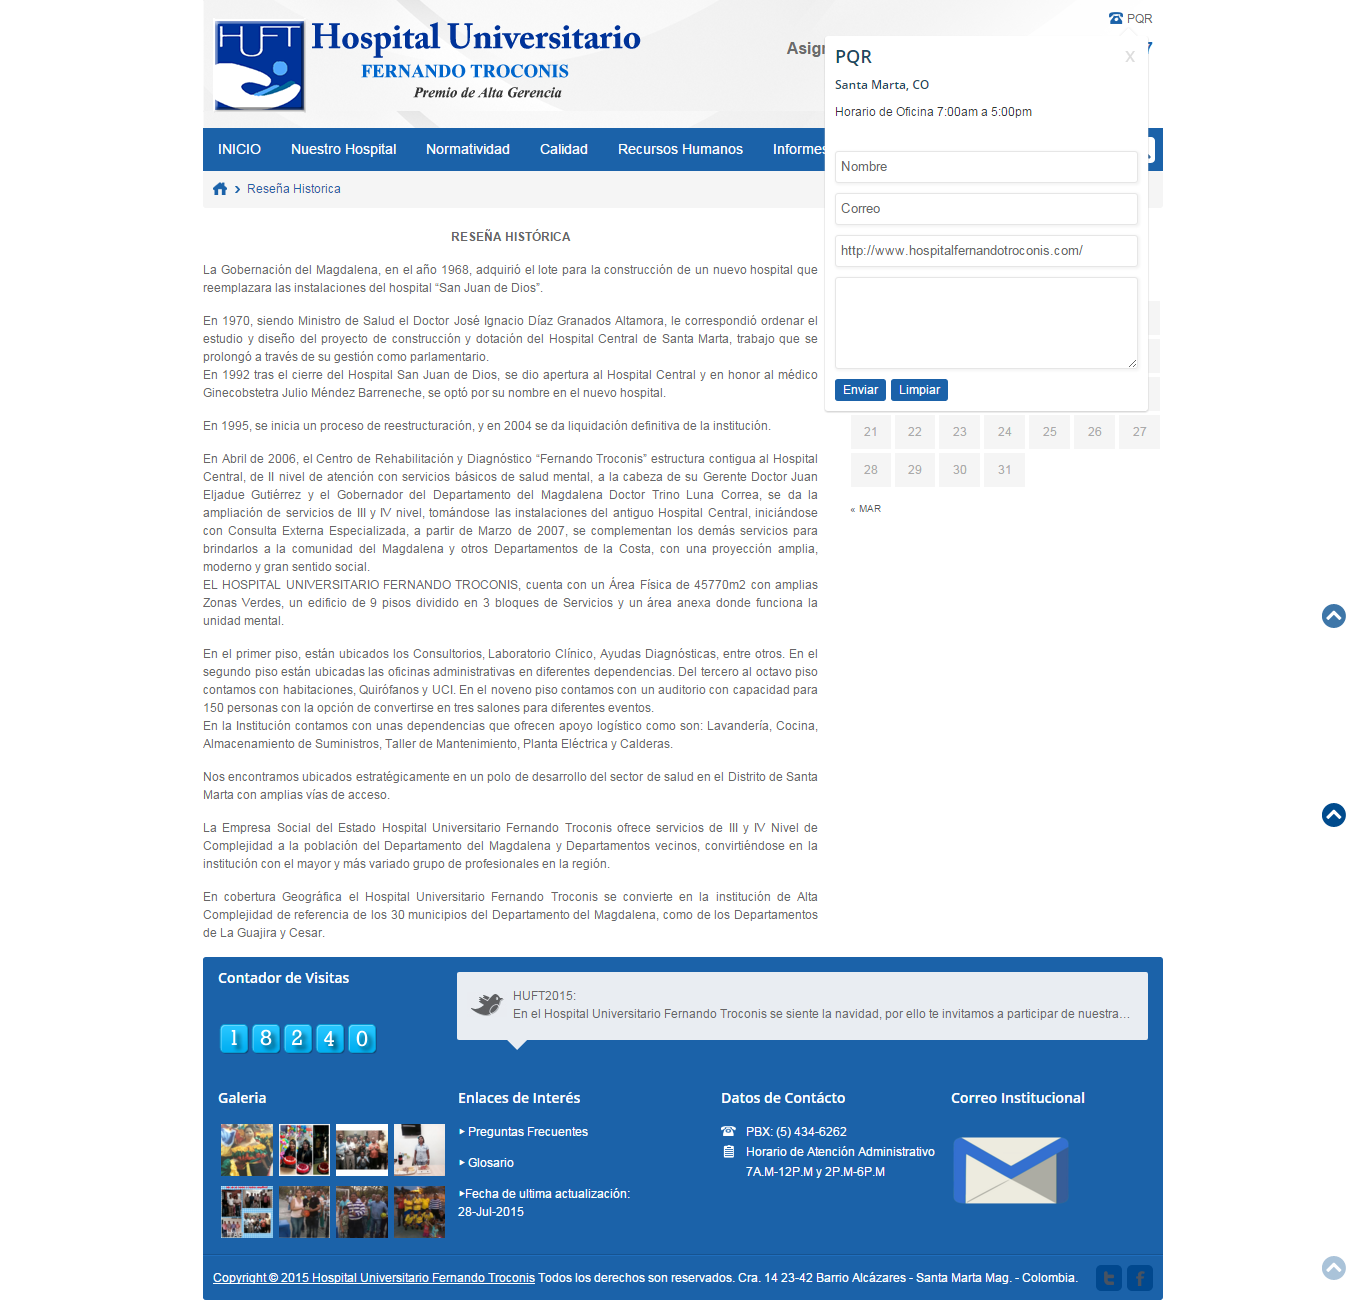 PQR
HUFT
Hospital Universitario
FERNANDO TROCONIS
Premio de Alta Gerencia
PQR
X
Santa Marta, CO
Horario de Oficina 7:00am a 5:00pm
Nombre
Correo
http://www.hospitalfernandotroconis.com/
Enviar Limpiar
INICIO Nuestro Hospital Normatividad Calidad Recursos Humanos Informes
Reseña Historica
RESEÑA HISTÓRICA
La Gobernación del Magdalena, en el año 1968, adquirió el lote para la construcción de un nuevo hospital que
reemplazara las instalaciones del hospital “San Juan de Dios”.
En 1970, siendo Ministro de Salud el Doctor José Ignacio Díaz Granados Altamora, le correspondió ordenar el
estudio y diseño del proyecto de construcción y dotación del Hospital Central de Santa Marta, trabajo que se
prolongó a través de su gestión como parlamentario.
En 1992 tras el cierre del Hospital San Juan de Dios, se dio apertura al Hospital Central y en honor al médico
Ginecobstetra Julio Méndez Barreneche, se optó por su nombre en el nuevo hospital.
En 1995, se inicia un proceso de reestructuración, y en 2004 se da liquidación definitiva de la institución.
En Abril de 2006, el Centro de Rehabilitación y Diagnóstico “Fernando Troconis” estructura contigua al Hospital
Central, de II nivel de atención con servicios básicos de salud mental, a la cabeza de su Gerente Doctor Juan
Eljadue Gutiérrez y el Gobernador del Departamento del Magdalena Doctor Trino Luna Correa, se da la
ampliación de servicios de III y IV nivel, tomándose las instalaciones del antiguo Hospital Central, iniciándose
con Consulta Externa Especializada, a partir de Marzo de 2007, se complementan los demás servicios para
brindarlos a la comunidad del Magdalena y otros Departamentos de la Costa, con una proyección amplia,
moderno y gran sentido social.
EL HOSPITAL UNIVERSITARIO FERNANDO TROCONIS, cuenta con un Área Física de 45770m2 con amplias
Zonas Verdes, un edificio de 9 pisos dividido en 3 bloques de Servicios y un área anexa donde funciona la
unidad mental.
En el primer piso, están ubicados los Consultorios, Laboratorio Clínico, Ayudas Diagnósticas, entre otros. En el
segundo piso están ubicadas las oficinas administrativas en diferentes dependencias. Del tercero al octavo piso
contamos con habitaciones, Quirófanos y UCI. En el noveno piso contamos con un auditorio con capacidad para
150 personas con la opción de convertirse en tres salones para diferentes eventos.
En la Institución contamos con unas dependencias que ofrecen apoyo logístico como son: Lavandería, Cocina,
Almacenamiento de Suministros, Taller de Mantenimiento, Planta Eléctrica y Calderas.
Nos encontramos ubicados estratégicamente en un polo de desarrollo del sector de salud en el Distrito de Santa
Marta con amplias vías de acceso.
La Empresa Social del Estado Hospital Universitario Fernando Troconis ofrece servicios de III y IV Nivel de
Complejidad a la población del Departamento del Magdalena y Departamentos vecinos, convirtiéndose en la
institución con el mayor y más variado grupo de profesionales en la región.
En cobertura Geográfica el Hospital Universitario Fernando Troconis se convierte en la institución de Alta
Complejidad de referencia de los 30 municipios del Departamento del Magdalena, como de los Departamentos
de La Guajira y Cesar.
21 22 23 24 25 26 27
28 29 30 31
« MAR
Contador de Visitas
18240
HUFT2015:
En el Hospital Universitario Fernando Troconis se siente la navidad, por ello te invitamos a participar de nuestra…
Galeria
Enlaces de Interés
Preguntas Frecuentes
Glosario
Fecha de ultima actualización:
28-Jul-2015
Datos de Contácto
PBX: (5) 434-6262
Horario de Atención Administrativo
7A.M-12P.M y 2P.M-6P.M
Correo Institucional
Copyright © 2015 Hospital Universitario Fernando Troconis Todos los derechos son reservados. Cra. 14 23-42 Barrio Alcázares - Santa Marta Mag. - Colombia.